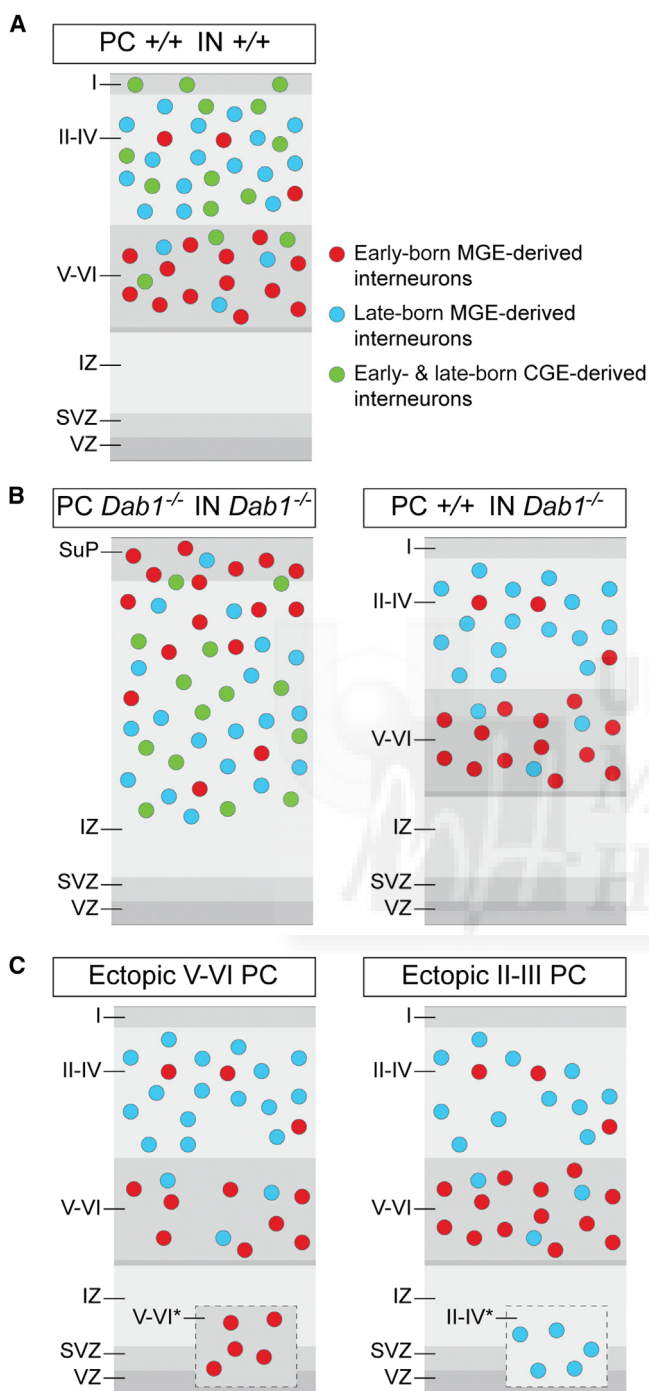 A
PC +/+ IN +/+
I
II-IV
V-VI
IZ
SVZ
VZ
Early-born MGE-derived
interneurons
Late-born MGE-derived
interneurons
Early- & late-born CGE-derived
interneurons
B
PC Dab1-/- IN Dab1-/-
SuP
IZ
SVZ
VZ
PC +/+ IN Dab1-/-
I
II-IV
V-VI
IZ
SVZ
VZ
C
Ectopic V-VI PC
I
II-IV
V-VI
IZ
V-VI*
SVZ
VZ
Ectopic II-III PC
I
II-IV
V-VI
IZ
II-IV*
SVZ
VZ